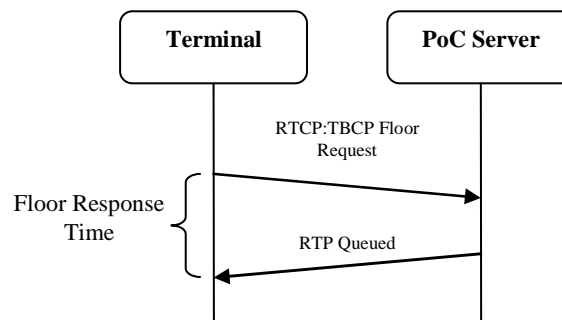 Terminal
PoC Server
RTCP:TBCP Floor
Request
Floor Response
Time
RTP Queued